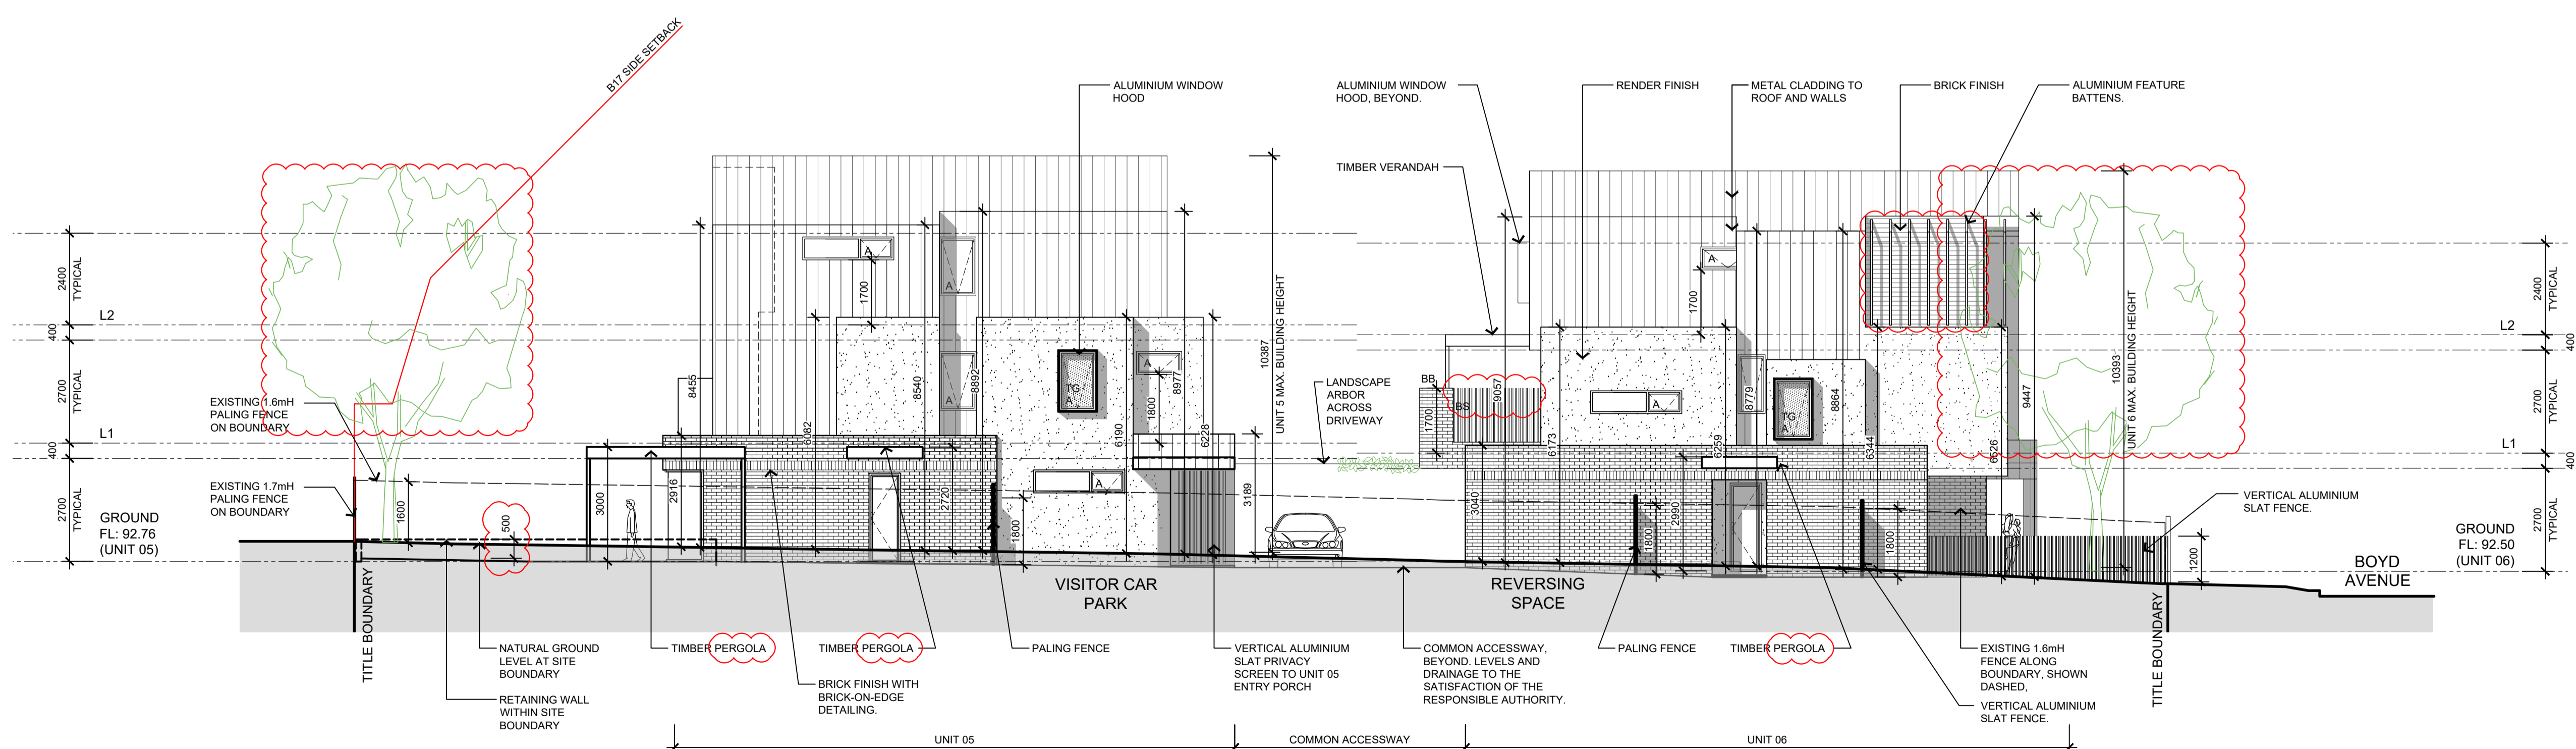 B17 SIDE SETBACK
ALUMINIUM WINDOW
HOOD
ALUMINIUM WINDOW
HOOD, BEYOND.
RENDER FINISH
METAL CLADDING TO
ROOF AND WALLS
BRICK FINISH
ALUMINIUM FEATURE
BATTENS.
TIMBER VERANDAH
2400
TYPICAL
L2
400
2700
TYPICAL
L1
400
2700
TYPICAL
GROUND
FL: 92.76
(UNIT 05)
EXISTING 1.6mH
PALING FENCE
ON BOUNDARY
EXISTING 1.7mH
PALING FENCE
ON BOUNDARY
1600
500
3000
2916
8455
A
1700
6082
8540
2720
A
A
8892
1800
TG
A
A
6190
A
1800
8977
6228
3189
10387
UNIT 5 MAX. BUILDING HEIGHT
LANDSCAPE
ARBOR
ACROSS
DRIVEWAY
BB
BS
1700
9057
3040
6173
A
A
1700
6259
2990
1800
8779
TG
A
8864
6344
1800
6526
9447
10393
UNIT 6 MAX. BUILDING HEIGHT
1200
VERTICAL ALUMINIUM
SLAT FENCE.
2400
TYPICAL
L2
400
2700
TYPICAL
L1
400
2700
TYPICAL
GROUND
FL: 92.50
(UNIT 06)
BOYD
AVENUE
VISITOR CAR
PARK
REVERSING
SPACE
TITLE BOUNDARY
TITLE BOUNDARY
NATURAL GROUND
LEVEL AT SITE
BOUNDARY
RETAINING WALL
WITHIN SITE
BOUNDARY
TIMBER PERGOLA
TIMBER PERGOLA
BRICK FINISH WITH
BRICK-ON-EDGE
DETAILING.
PALING FENCE
VERTICAL ALUMINIUM
SLAT PRIVACY
SCREEN TO UNIT 05
ENTRY PORCH
COMMON ACCESSWAY,
BEYOND. LEVELS AND
DRAINAGE TO THE
SATISFACTION OF THE
RESPONSIBLE AUTHORITY.
PALING FENCE
TIMBER PERGOLA
EXISTING 1.6mH
FENCE ALONG
BOUNDARY, SHOWN
DASHED,
VERTICAL ALUMINIUM
SLAT FENCE.
UNIT 05
COMMON ACCESSWAY
UNIT 06